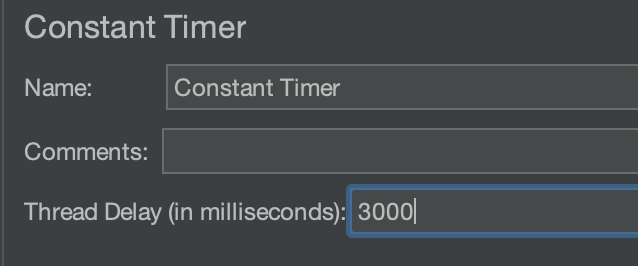 Constant Timer
Name: Constant Timer
Comments:
Thread Delay (in milliseconds): 3000